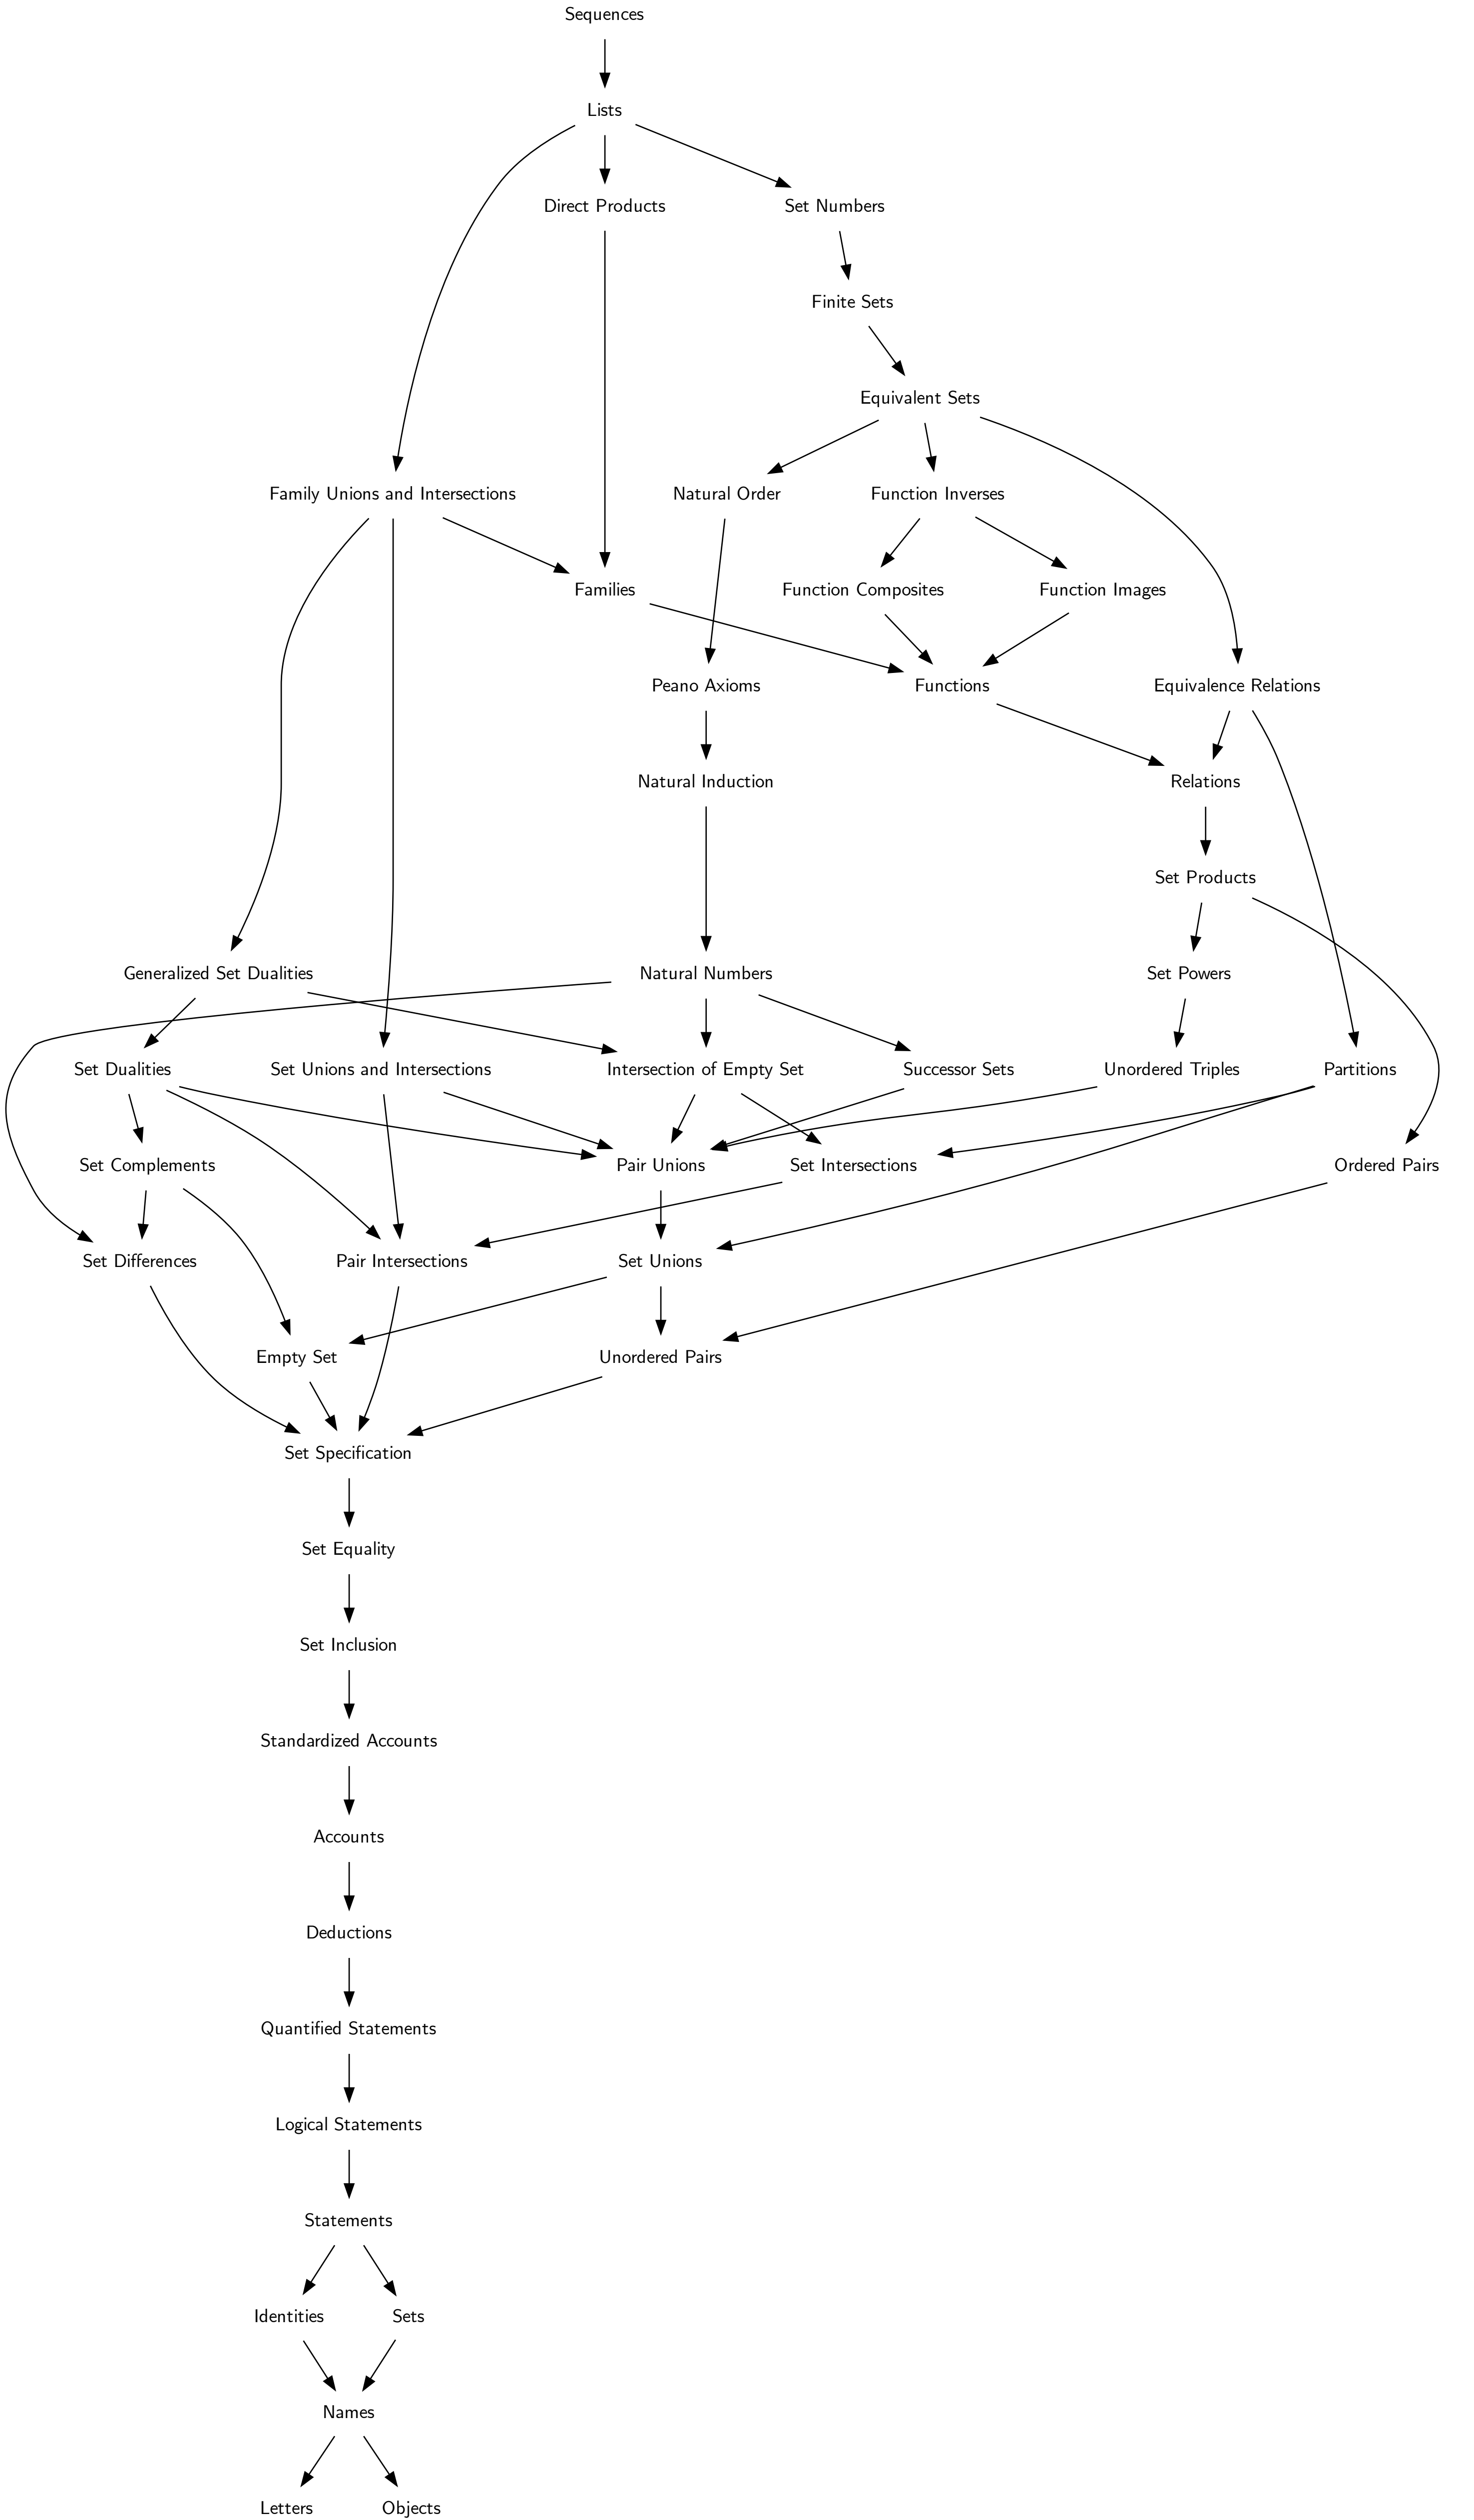 Sequences
Lists
Direct Products
Set Numbers
Finite Sets
Equivalent Sets
Family Unions and Intersections
Natural Order
Function Inverses
Families
Function Composites
Function Images
Peano Axioms
Functions
Equivalence Relations
Natural Induction
Relations
Set Products
Generalized Set Dualities
Natural Numbers
Set Powers
Set Dualities
Set Unions and Intersections
Intersection of Empty Set
Successor Sets
Unordered Triples
Partitions
Set Complements
Pair Unions
Set Intersections
Ordered Pairs
Set Differences
Pair Intersections
Set Unions
Empty Set
Unordered Pairs
Set Specification
Set Equality
Set Inclusion
Standardized Accounts
Accounts
Deductions
Quantified Statements
Logical Statements
Statements
Identities
Sets
Names
Letters
Objects